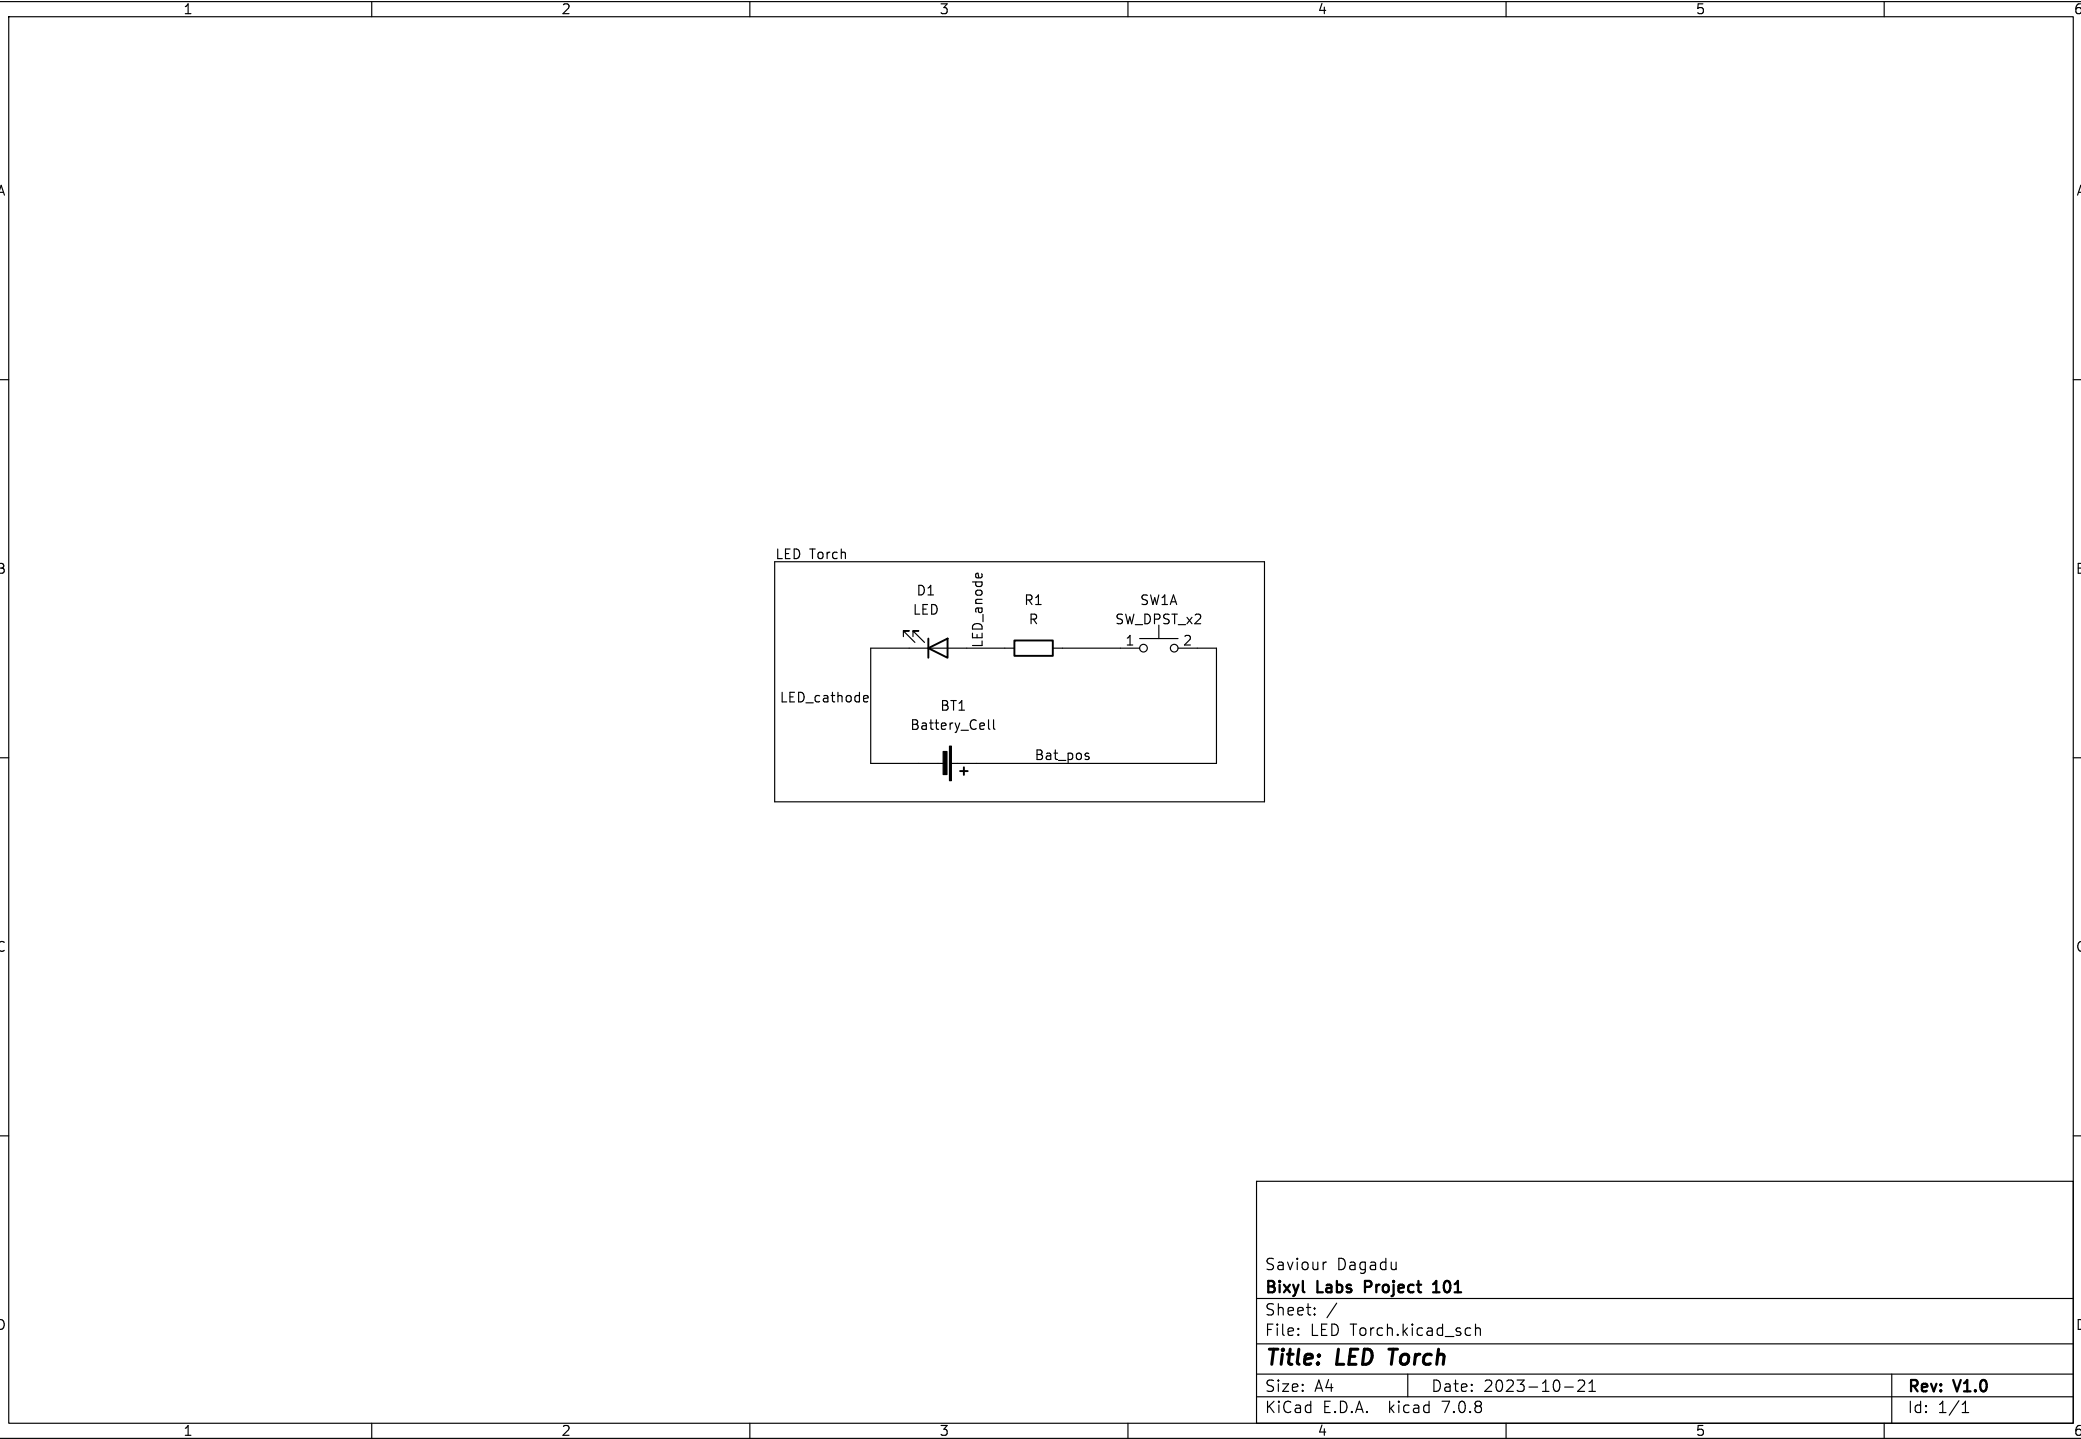 1 2 3 4 5 6
A A
LED Torch
B B
D1
LED
LED_anode
R1
R
SW1A
SW_DPST_x2
1 2
LED_cathode
BT1
Battery_Cell
+
Bat_pos
C C
Saviour Dagadu
Bixyl Labs Project 101
Sheet: /
File: LED Torch.kicad_sch
D D
Title: LED Torch
Size: A4 Date: 2023-10-21 Rev: V1.0
KiCad E.D.A. kicad 7.0.8 Id: 1/1
1 2 3 4 5 6